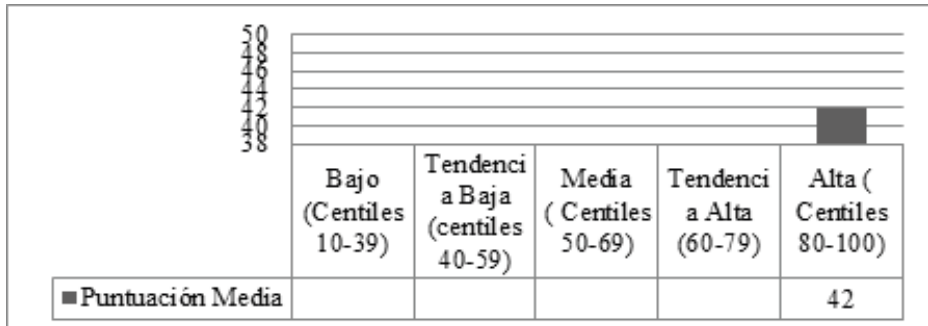 50
48
46
44
42
40
38
Bajo
(Centiles
10-39)
Tendenci
a Baja
(centiles
40-59)
Media
( Centiles
50-69)
Tendenci
a Alta
(60-79)
Alta (
Centiles
80-100)
Puntuación Media
42